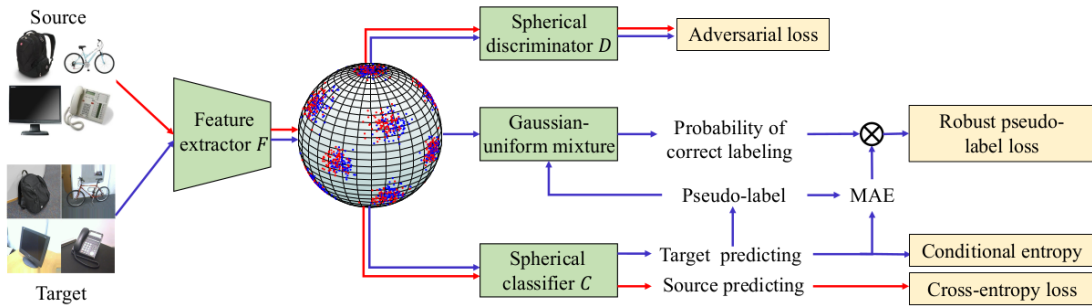 Source
Target
Feature
extractor F
Spherical
discriminator D
Adversarial loss
Gaussian-
uniform mixture
Probability of
correct labeling
Robust pseudo-
label loss
Pseudo-label
MAE
Spherical
classifier C
Target predicting
Conditional entropy
Source predicting
Cross-entropy loss